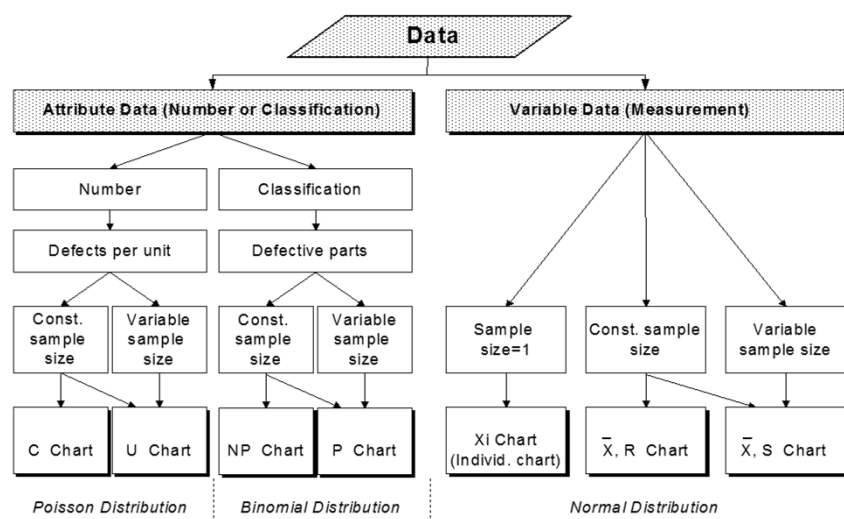 Data
Attribute Data (Number or Classification)
Variable Data (Measurement)
Number
Classification
Defects per unit
Defective parts
Const.
sample
size
Variable
sample
size
Const.
sample
size
Variable
sample
size
Sample
size=1
Const. sample
size
Variable
sample size
C Chart
U Chart
NP Chart
P Chart
Xi Chart
(Individ. chart)
X̄, R Chart
X̄, S Chart
Poisson Distribution
Binomial Distribution
Normal Distribution